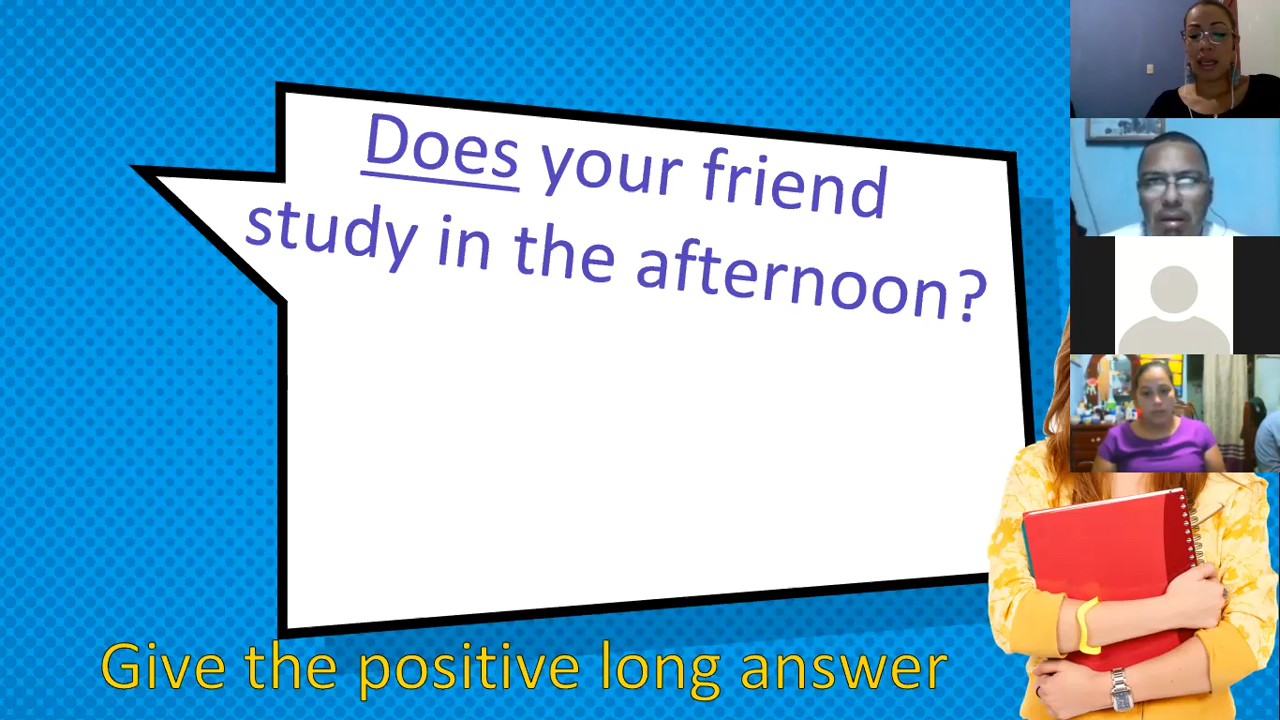 Does your friend
study in the afternoon?
Give the positive long answer